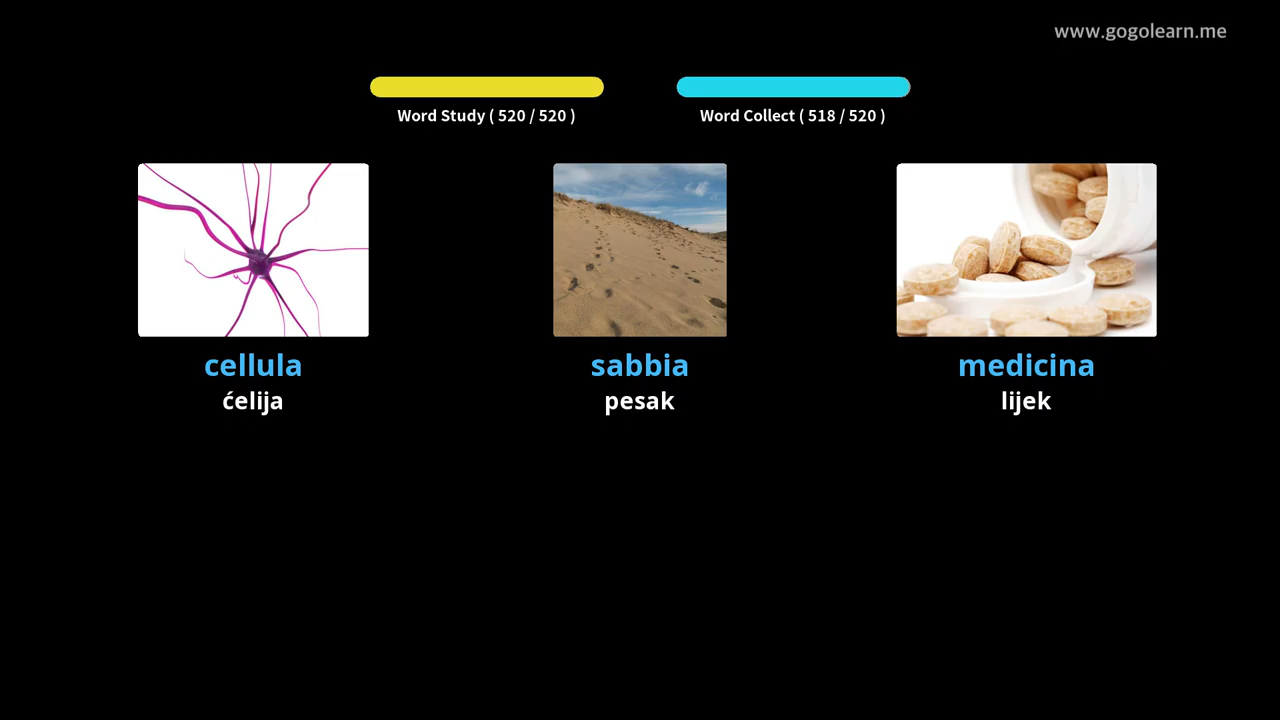 www.gogolearn.me
Word Study ( 520 / 520 )
Word Collect ( 518 / 520 )
cellula
ćelija
sabbia
pesak
medicina
lijek